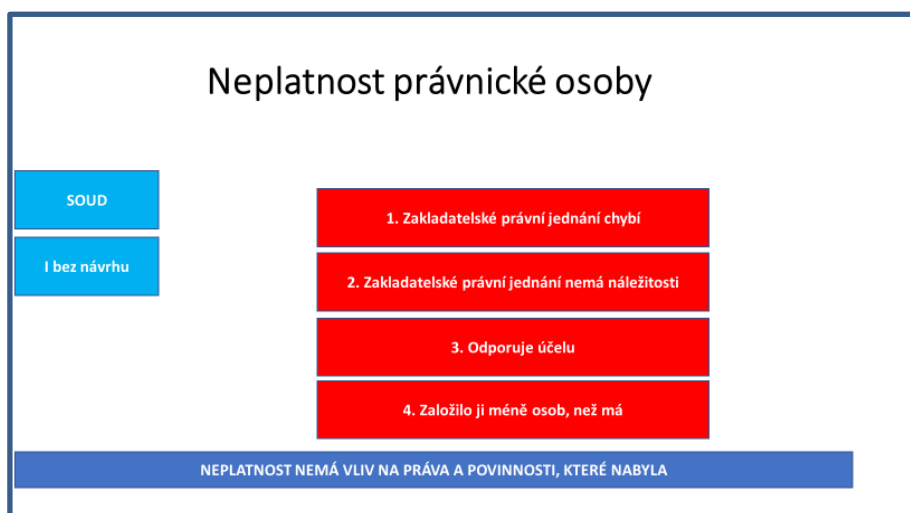 Neplatnost právnické osoby
SOUD
I bez návrhu
1. Zakladatelské právní jednání chybí
2. Zakladatelské právní jednání nemá náležitosti
3. Odporuje účelu
4. Založilo ji méně osob, než má
NEPLATNOST NEMÁ VLIV NA PRÁVA A POVINNOSTI, KTERÉ NABYLA